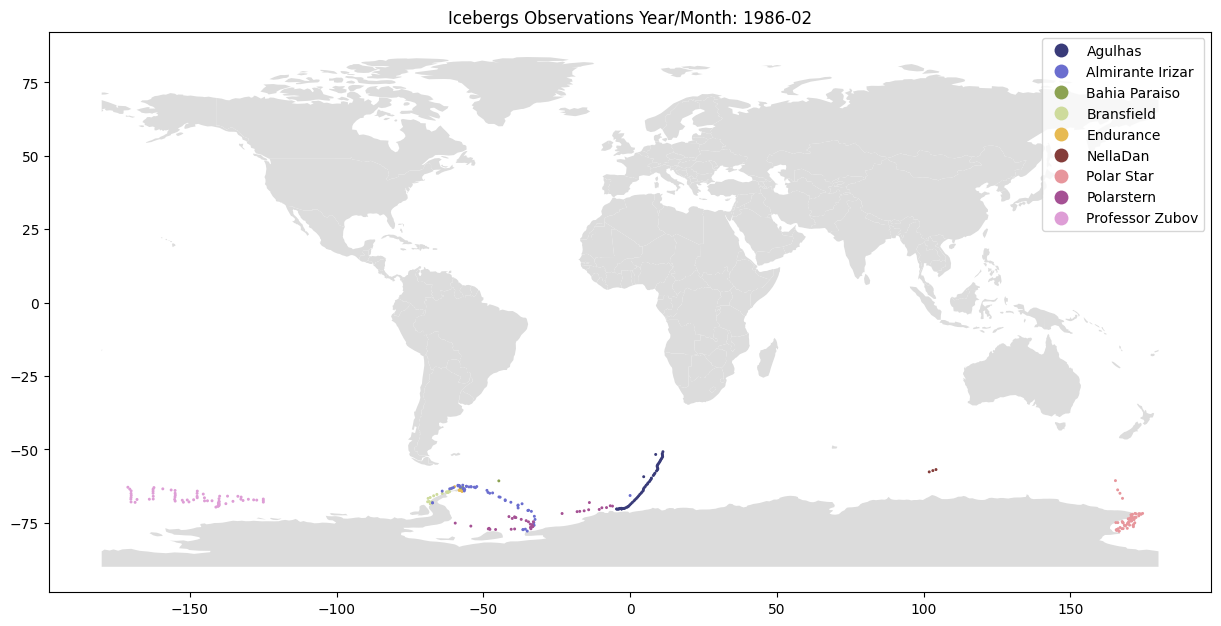 Icebergs Observations Year/Month: 1986-02
Agulhas
Almirante Irizar
Bahia Paraiso
Bransfield
Endurance
NellaDan
Polar Star
Polarstern
Professor Zubov
75
50
25
0
−25
−50
−75
−150
−100
−50
0
50
100
150